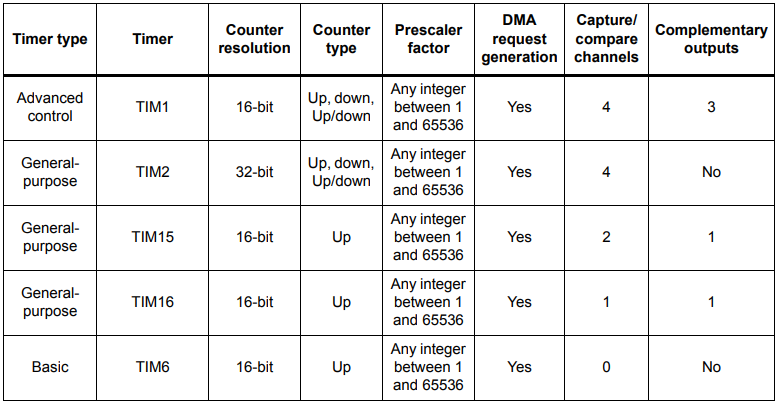 Timer type Timer Counter resolution Counter type Prescaler factor DMA request generation Capture/ compare channels Complementary outputs
Advanced control TIM1 16-bit Up, down, Up/down Any integer between 1 and 65536 Yes 4 3
General-purpose TIM2 32-bit Up, down, Up/down Any integer between 1 and 65536 Yes 4 No
General-purpose TIM15 16-bit Up Any integer between 1 and 65536 Yes 2 1
General-purpose TIM16 16-bit Up Any integer between 1 and 65536 Yes 1 1
Basic TIM6 16-bit Up Any integer between 1 and 65536 Yes 0 No